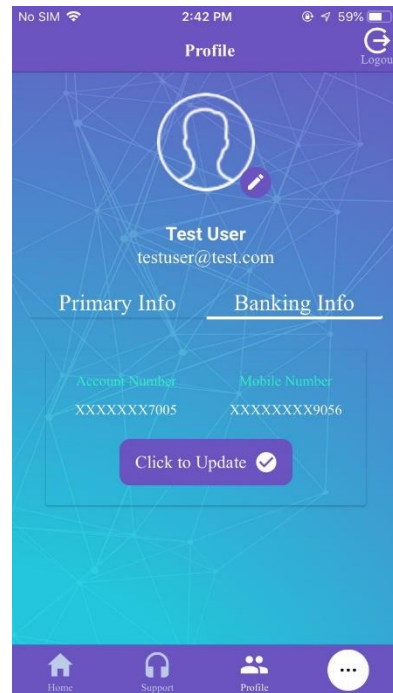 No SIM 2:42 PM 59%
Profile
Logou
Test User
testuser@test.com
Primary Info Banking Info
Account Number Mobile Number
XXXXXXX7005 XXXXXXXX9056
Click to Update
Home Support Profile